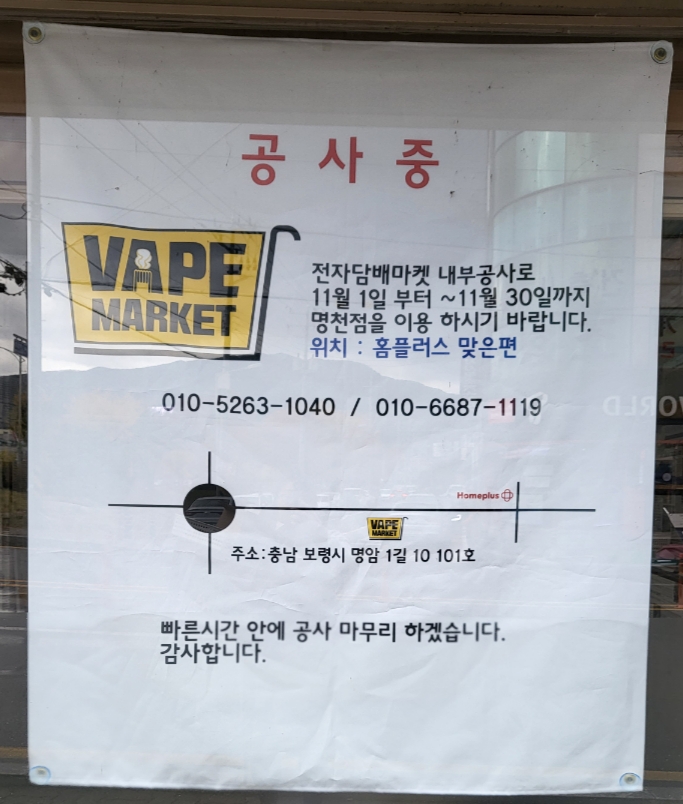 공 사 중
VAPE
MARKET
전자담배마켓 내부공사로
11월 1일 부터 ~11월 30일까지
명천점을 이용 하시기 바랍니다.
위치 : 홈플러스 맞은편
010-5263-1040 / 010-6687-1119
WORLD
Homeplus
VAPE
MARKET
주소:충남 보령시 명암 1길 10 101호
빠른시간 안에 공사 마무리 하겠습니다.
감사합니다.